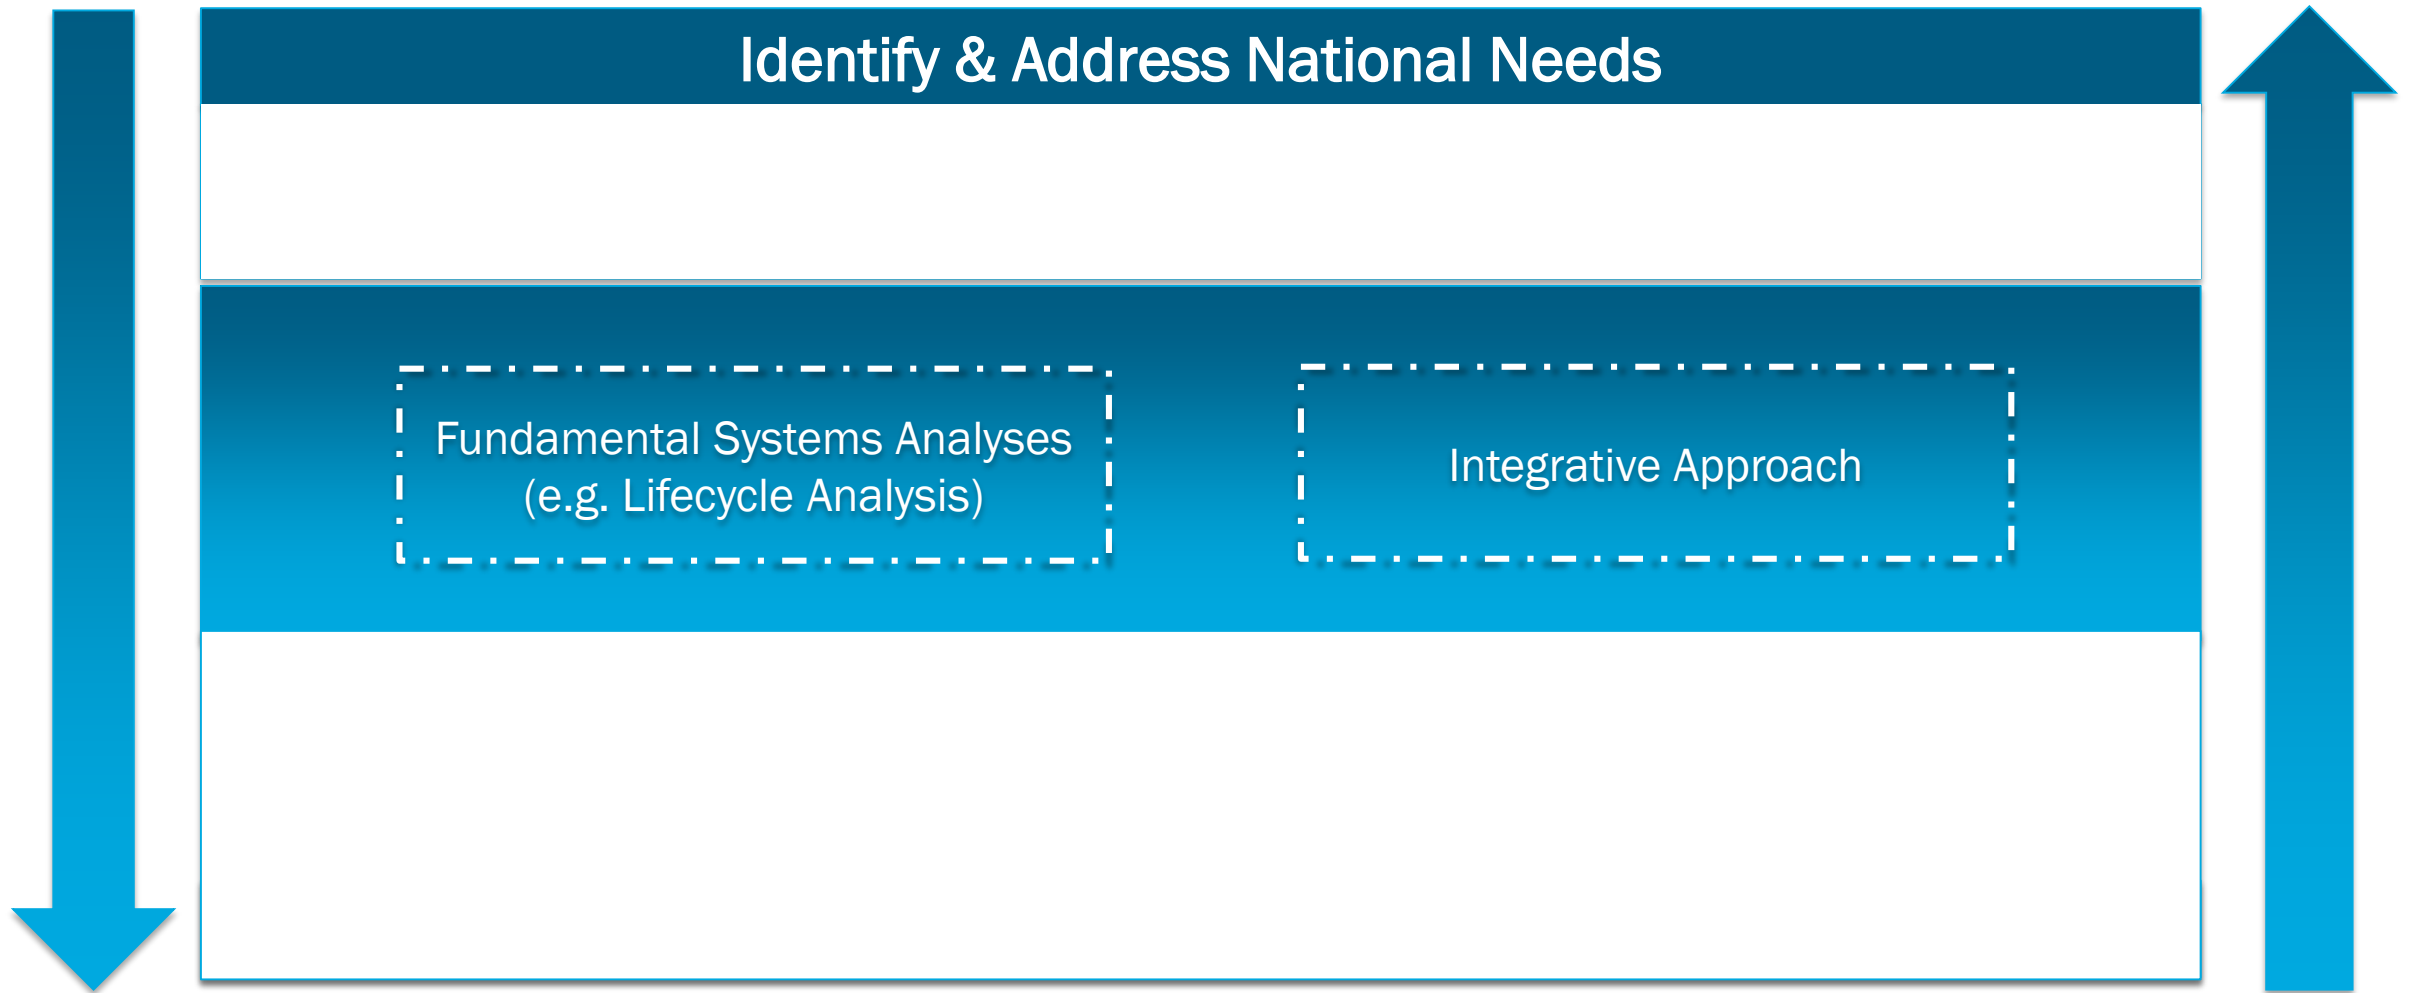 Identify & Address National Needs
Fundamental Systems Analyses
(e.g. Lifecycle Analysis)
Integrative Approach